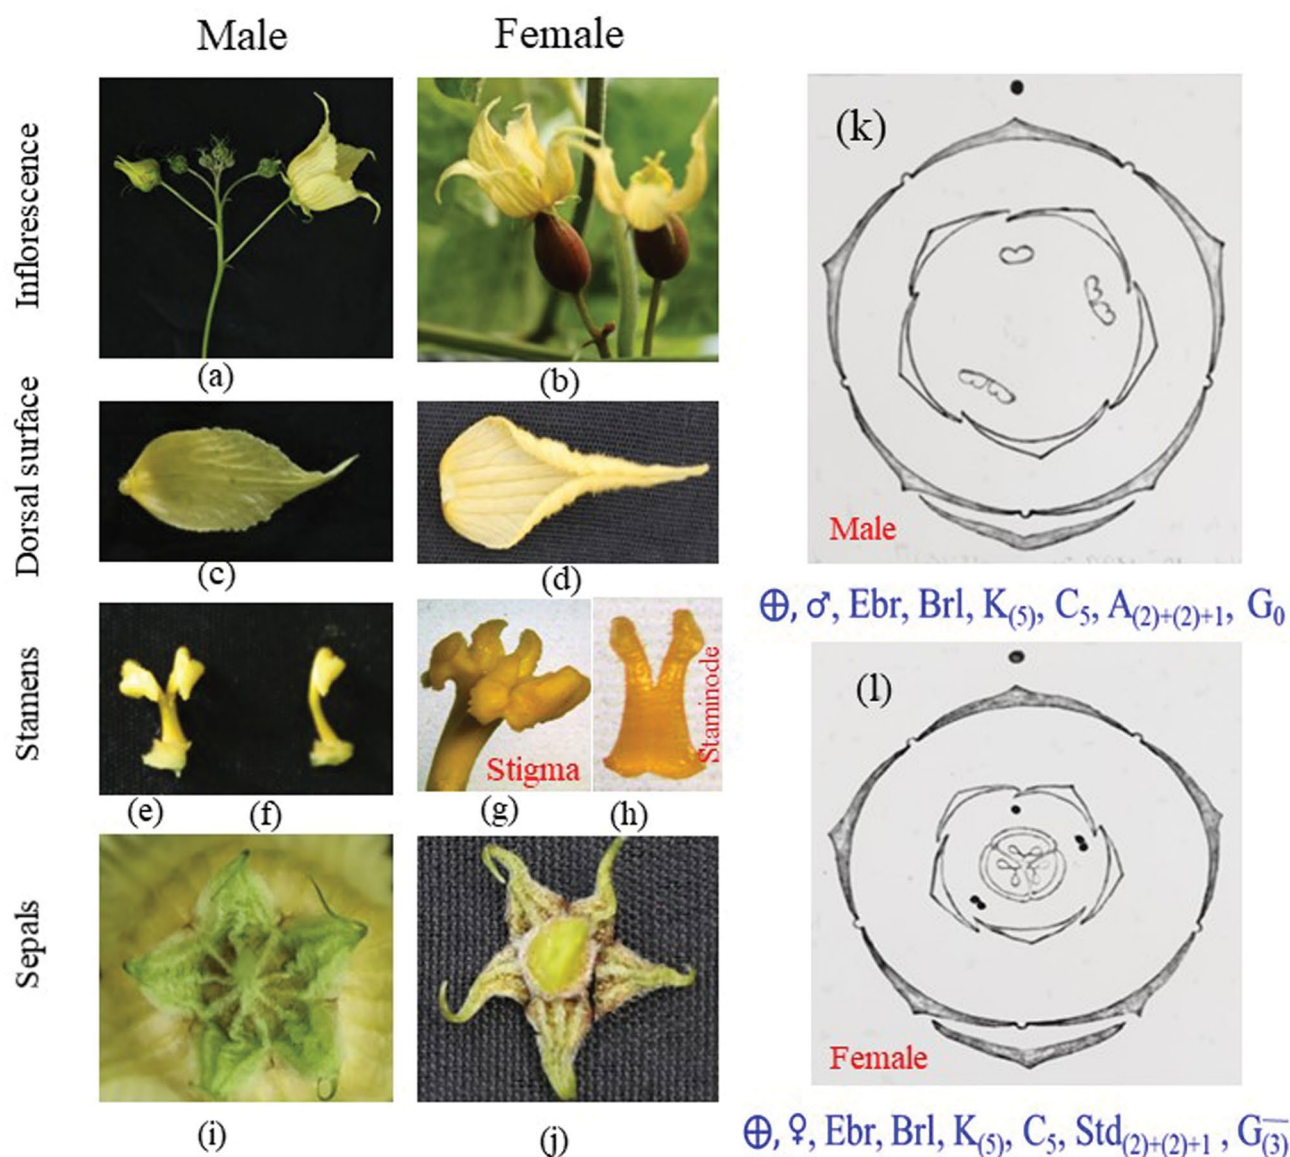 Male
Female
Inflorescence
(a)
(b)
Dorsal surface
(c)
(d)
Stamens
Stigma
Staminode
(e)
(f)
(g)
(h)
Sepals
(i)
(j)
(k)
Male
⊕, ♂, Ebr, Brl, K(5), C5, A(2)+(2)+1, G0
(l)
Female
⊕, ♀, Ebr, Brl, K(5), C5, Std(2)+(2)+1 , G(3)